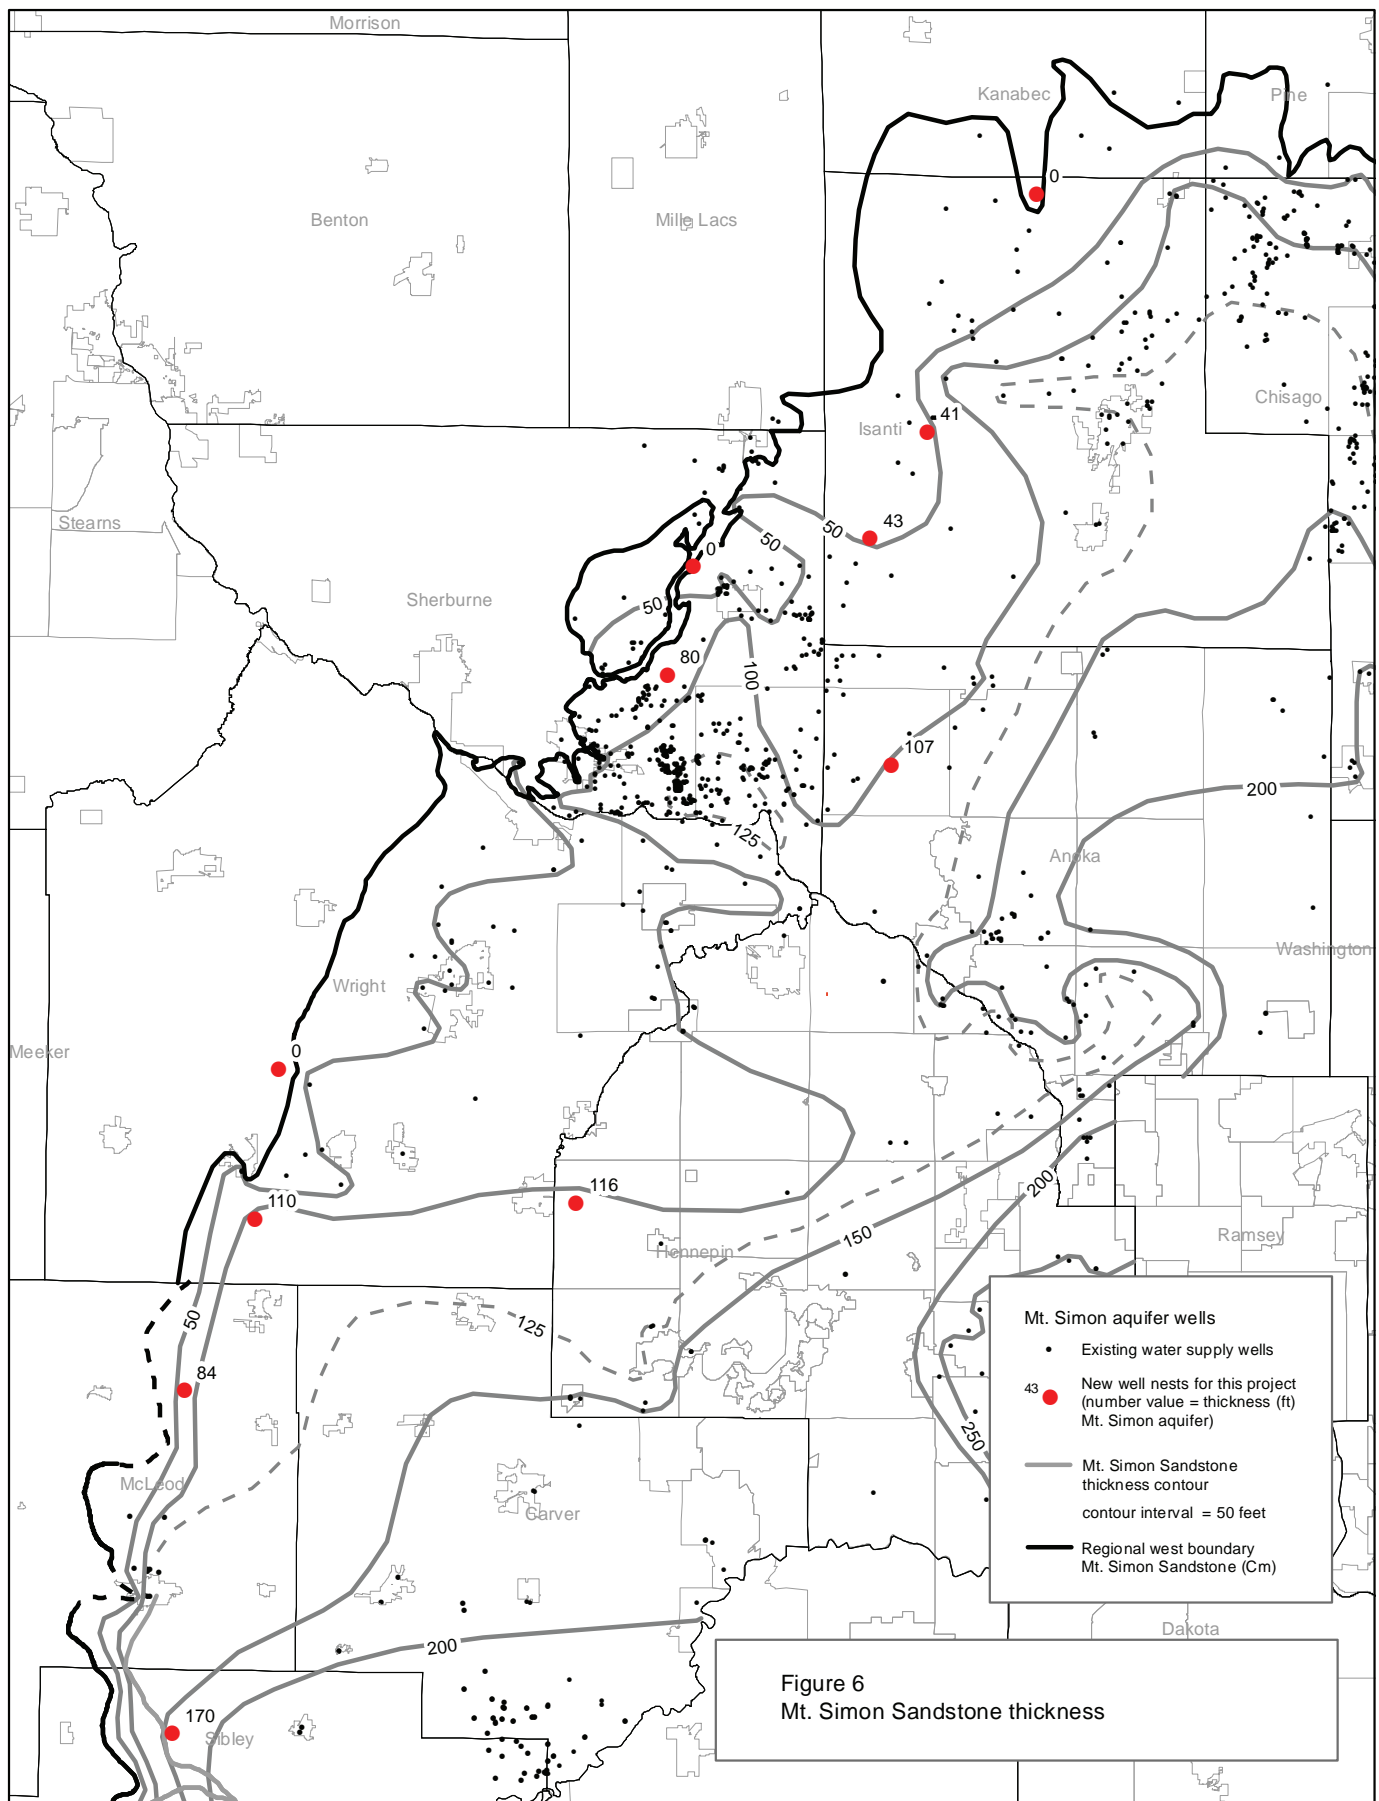 Morrison
Kanabec
Pine
0
Benton
Mille Lacs
Chisago
41
Isanti
43
50
50
Stearns
0
Sherburne
50
80
100
107
200
125
Anoka
Washington
Wright
0
Meeker
116
200
110
150
Ramsey
Hennepin
50
125
84
250
McLeod
Carver
200
Dakota
170
Sibley
Mt. Simon aquifer wells
Existing water supply wells
43
New well nests for this project
(number value = thickness (ft)
Mt. Simon aquifer)
Mt. Simon Sandstone
thickness contour
contour interval = 50 feet
Regional west boundary
Mt. Simon Sandstone (Cm)
Figure 6
Mt. Simon Sandstone thickness